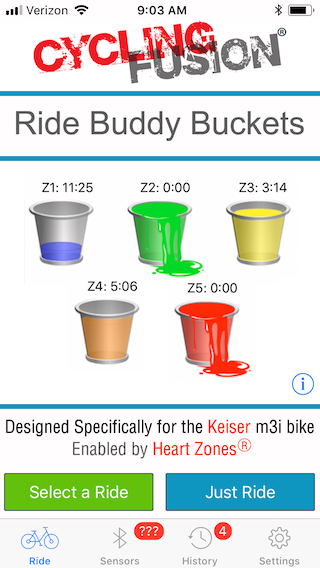 Verizon 9:03 AM
CYCLING
FUSION®
Ride Buddy Buckets
Z1: 11:25 Z2: 0:00 Z3: 3:14
Z4: 5:06 Z5: 0:00
i
Designed Specifically for the Keiser m3i bike
Enabled by Heart Zones®
Select a Ride Just Ride
??? 4
Ride Sensors History Settings